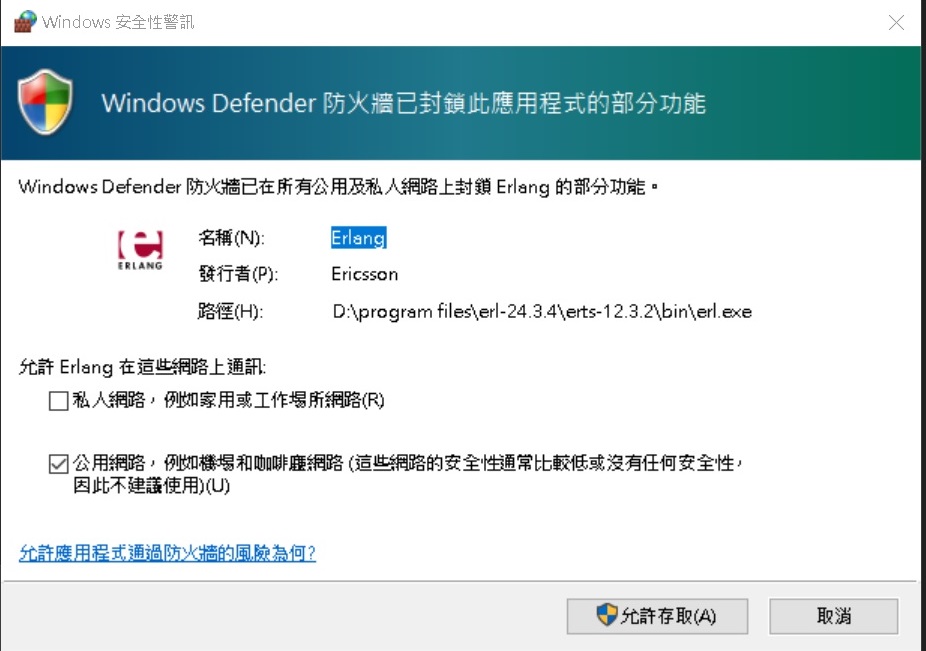 Windows 安全性警訊
Windows Defender 防火牆已封鎖此應用程式的部分功能
Windows Defender 防火牆已在所有公用及私人網路上封鎖 Erlang 的部分功能。
ERLANG
名稱(N): Erlang
發行者(P): Ericsson
路徑(H): D:\program files\erl-24.3.4\erts-12.3.2\bin\erl.exe
允許 Erlang 在這些網路上通訊:
私人網路，例如家用或工作場所網路(R)
公用網路，例如機場和咖啡廳網路 (這些網路的安全性通常比較低或沒有任何安全性，
因此不建議使用)(U)
允許應用程式通過防火牆的風險為何?
允許存取(A) 取消